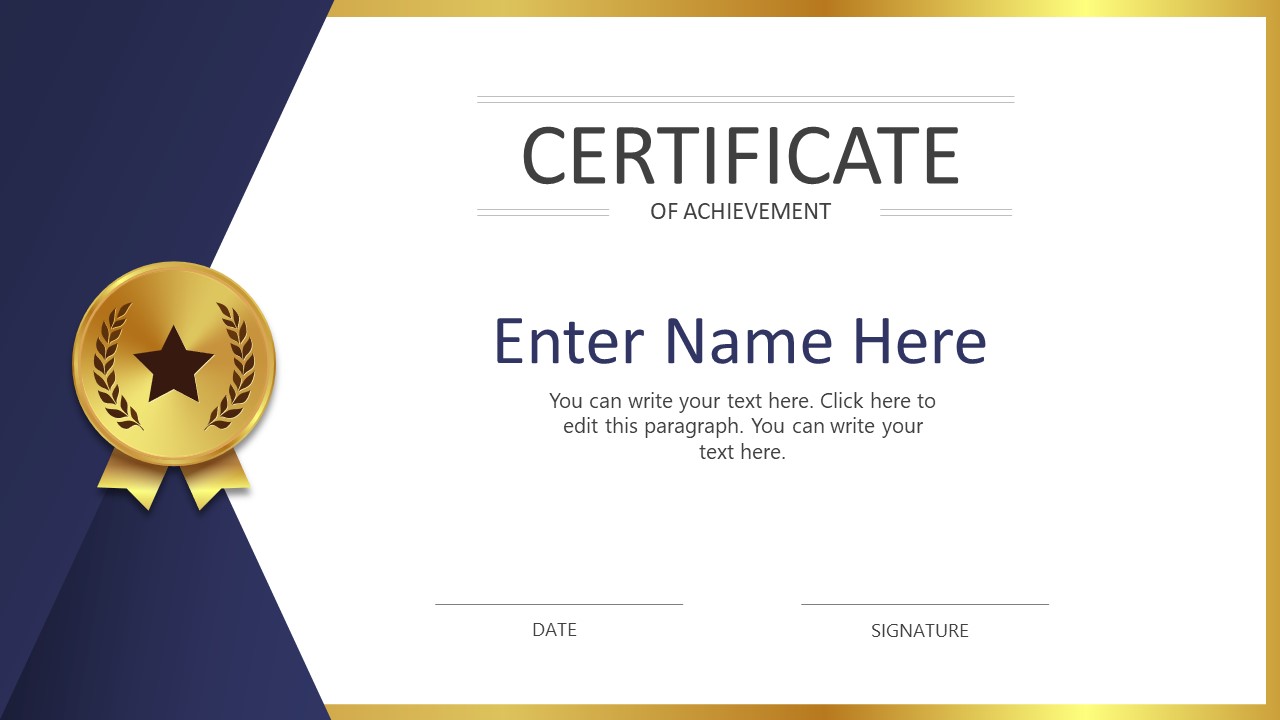 CERTIFICATE
OF ACHIEVEMENT
Enter Name Here
You can write your text here. Click here to
edit this paragraph. You can write your
text here.
DATE
SIGNATURE